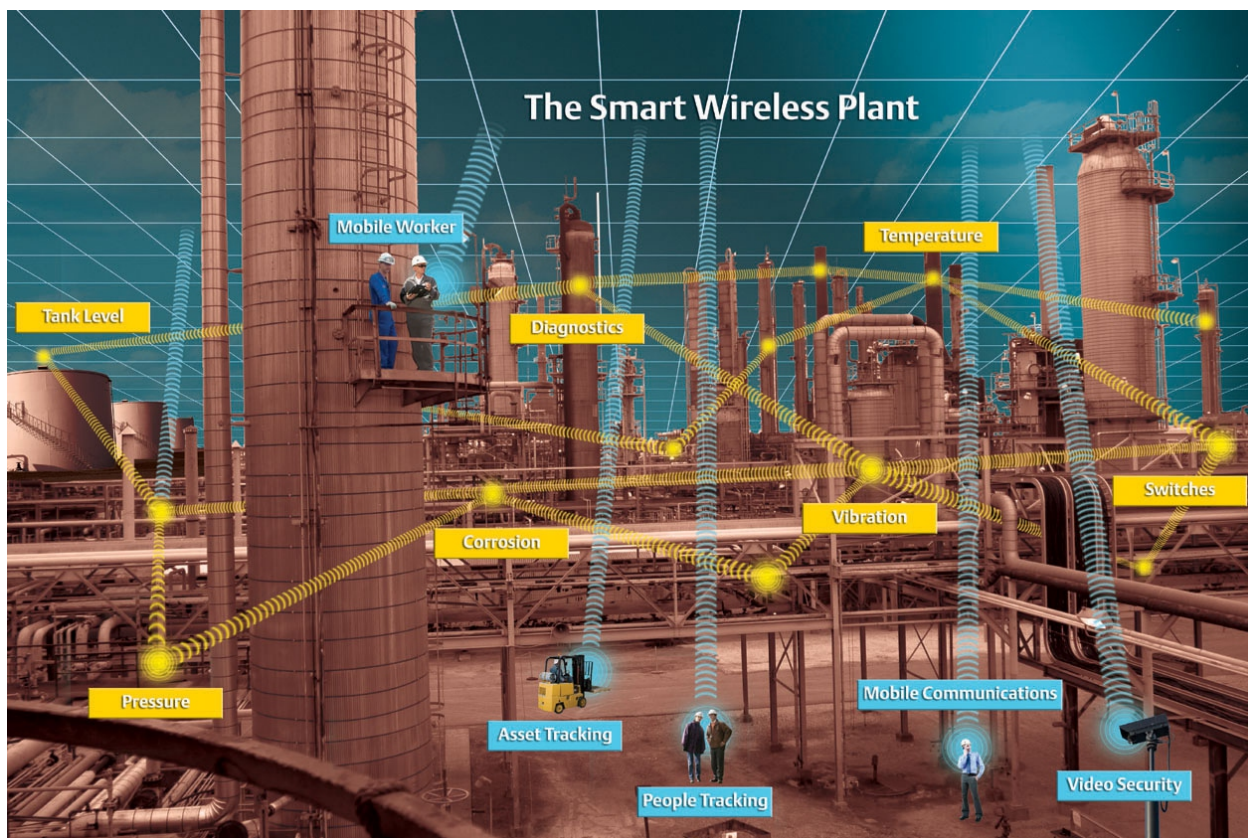 The Smart Wireless Plant
Mobile Worker
Temperature
Tank Level
Diagnostics
Switches
Vibration
Corrosion
Pressure
Mobile Communications
Asset Tracking
Video Security
People Tracking